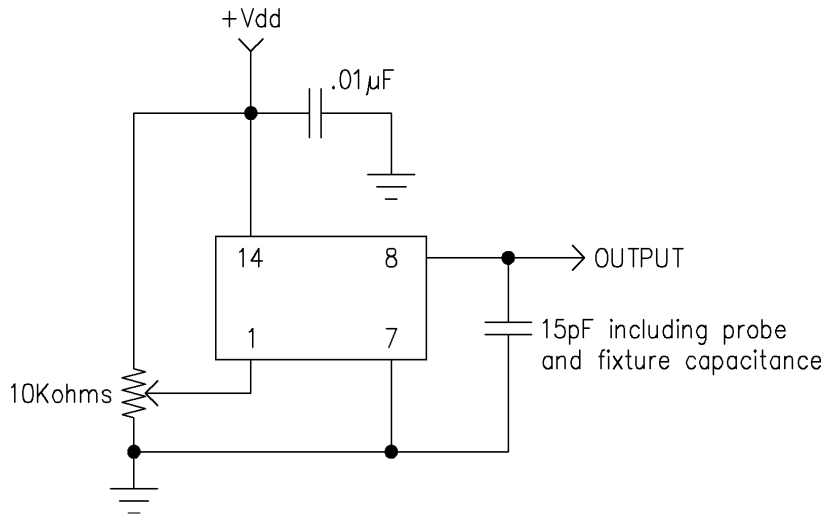 +Vdd
.01µF
14
8
OUTPUT
1
7
15pF including probe
and fixture capacitance
10Kohms